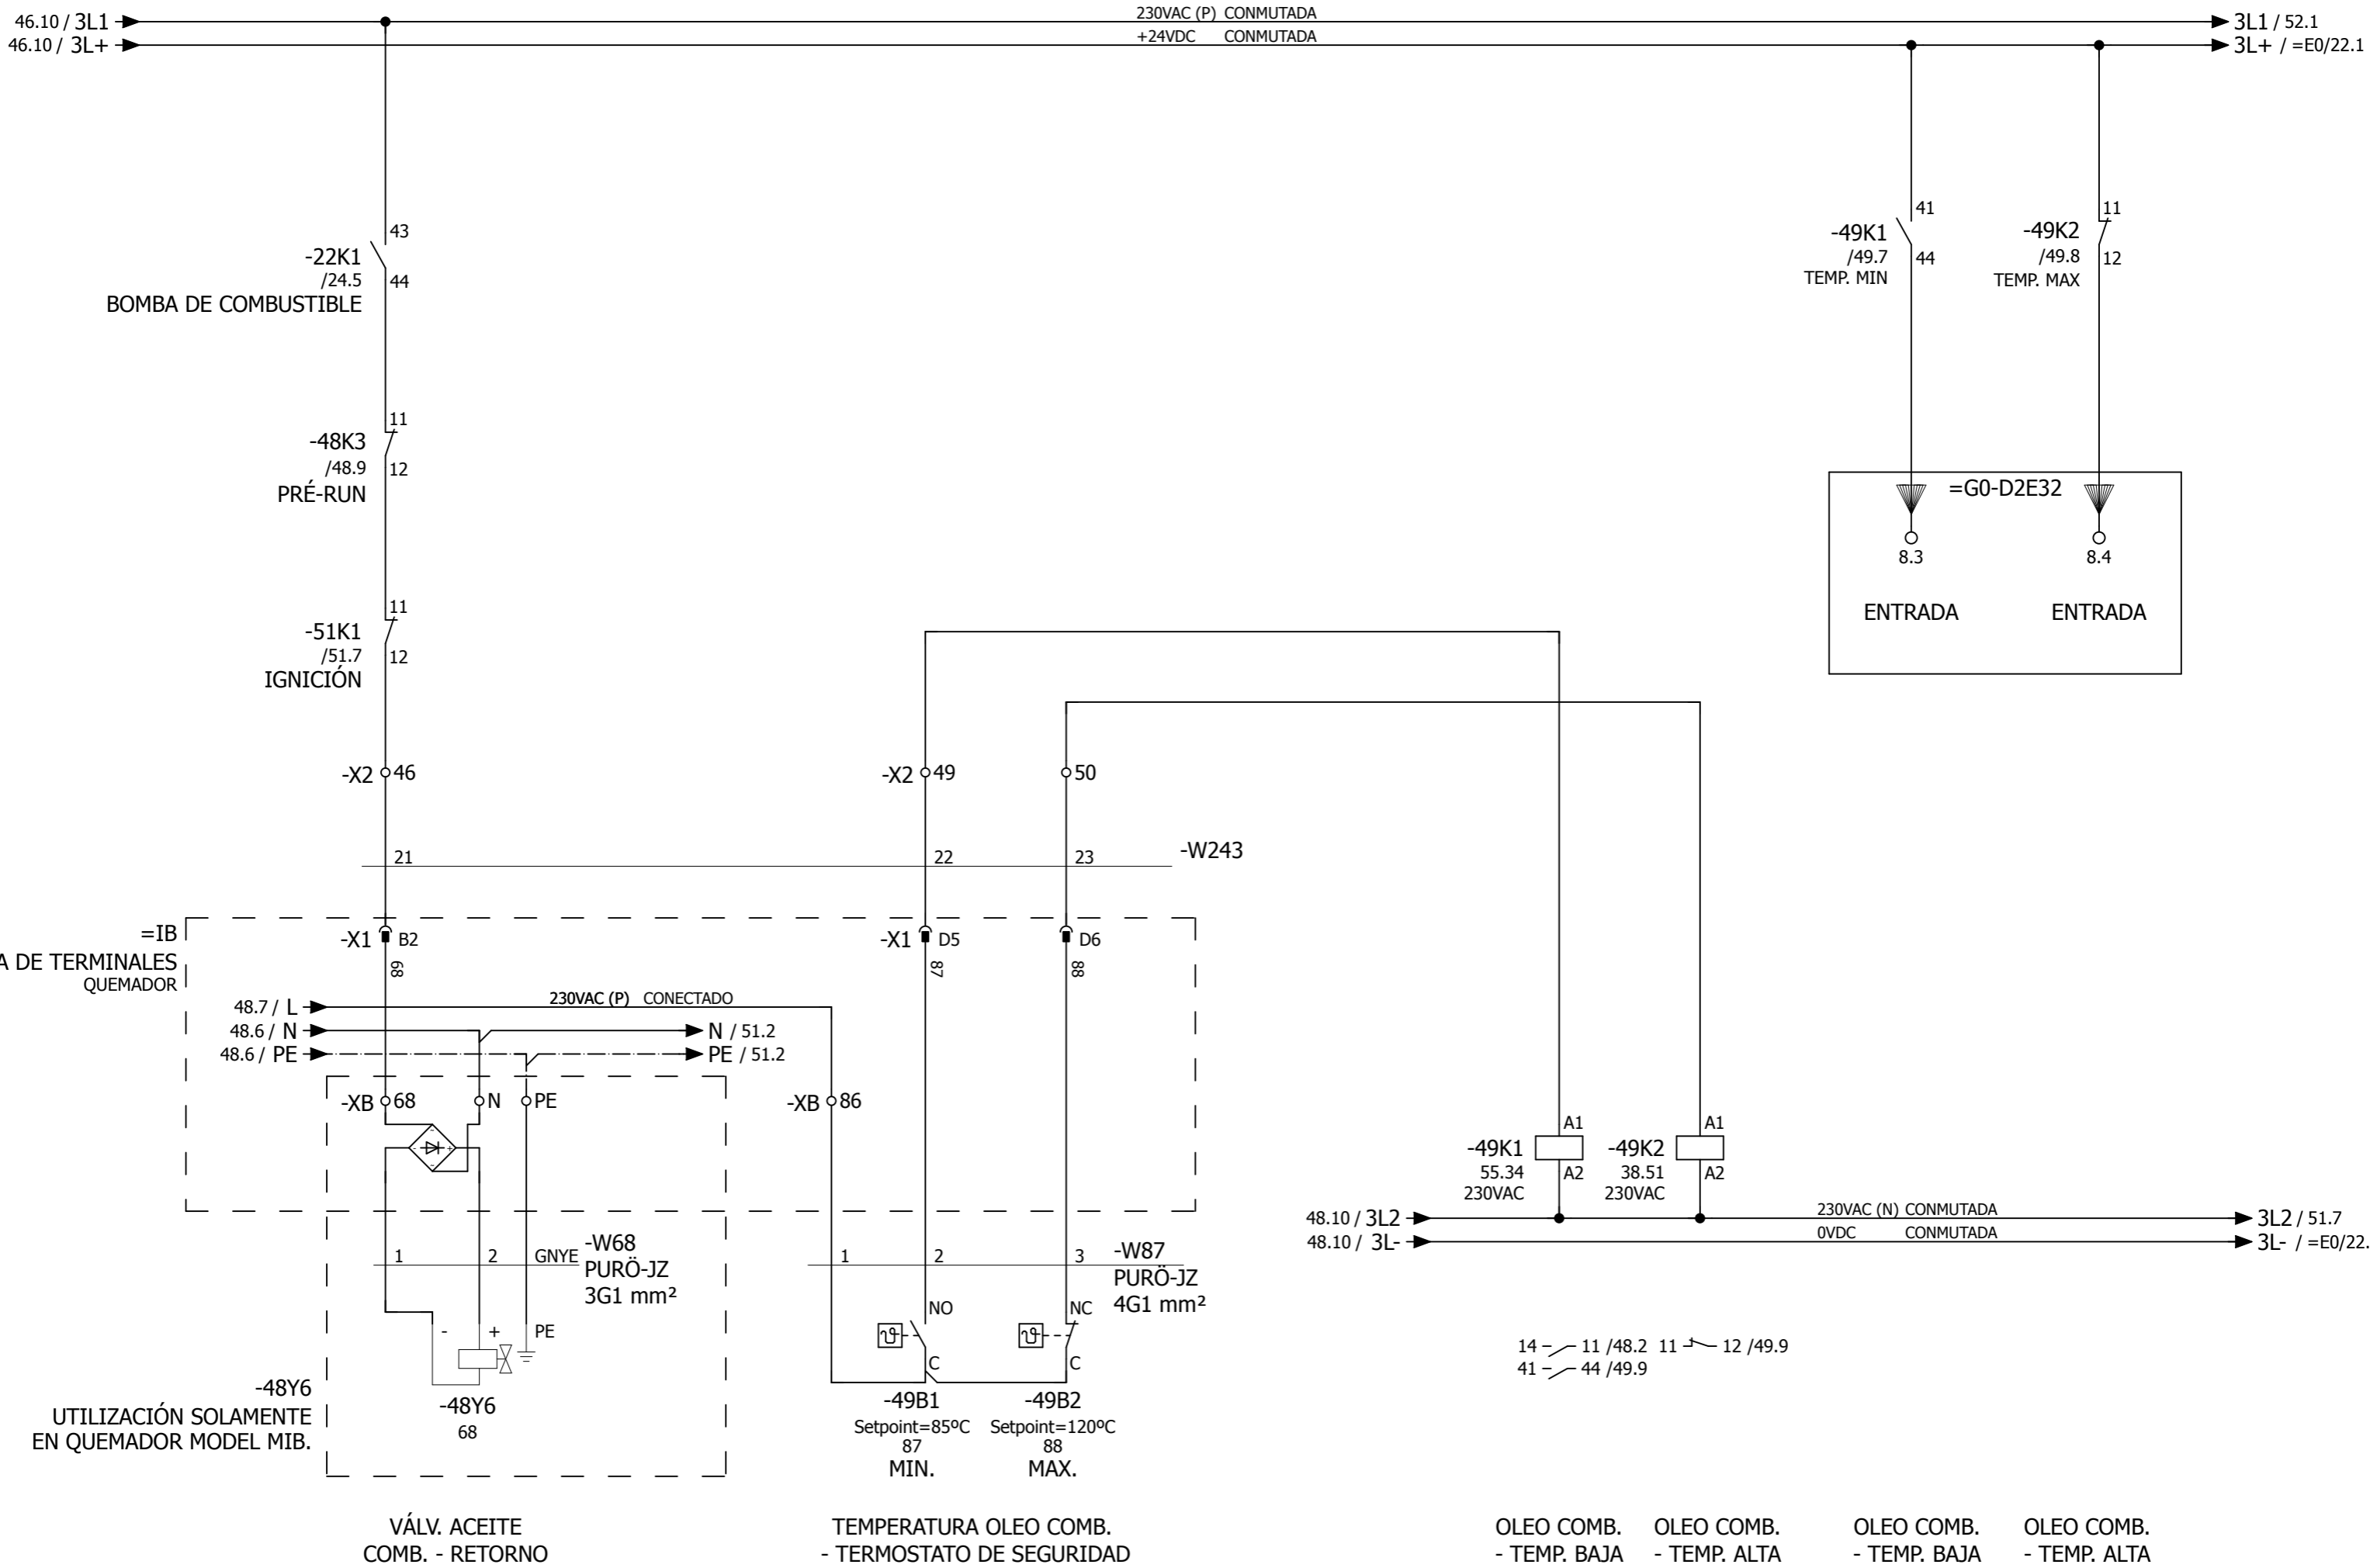 46.10 / 3L1
230VAC (P) CONMUTADA
3L1 / 52.1
46.10 / 3L+
+24VDC CONMUTADA
3L+ / =E0/22.1
43
-22K1
/24.5
44
BOMBA DE COMBUSTIBLE
41
-49K1
/49.7
44
TEMP. MIN
11
-49K2
/49.8
12
TEMP. MAX
11
-48K3
/48.9
12
PRÉ-RUN
=G0-D2E32
8.3
8.4
ENTRADA
ENTRADA
11
-51K1
/51.7
12
IGNICIÓN
-X2 46
-X2 49
50
21
22
23
-W243
=IB
A DE TERMINALES
QUEMADOR
-X1 B2
68
-X1 D5
87
D6
88
48.7 / L
230VAC (P) CONECTADO
48.6 / N
N / 51.2
48.6 / PE
PE / 51.2
-XB 68
N
PE
-XB 86
- +
A1
-49K1
55.34
A2
230VAC
A1
-49K2
38.51
A2
230VAC
48.10 / 3L2
230VAC (N) CONMUTADA
3L2 / 51.7
48.10 / 3L-
0VDC CONMUTADA
3L- / =E0/22.
1
2
GNYE
-W68
PURÖ-JZ
3G1 mm²
1
2
3
-W87
PURÖ-JZ
4G1 mm²
NO
NC
ϑ
ϑ
C
C
- + PE
-48Y6
68
-48Y6
UTILIZACIÓN SOLAMENTE
EN QUEMADOR MODEL MIB.
-49B1
Setpoint=85ºC
87
MIN.
-49B2
Setpoint=120ºC
88
MAX.
14 11 /48.2 11 12 /49.9
41 44 /49.9
VÁLV. ACEITE
COMB. - RETORNO
TEMPERATURA OLEO COMB.
- TERMOSTATO DE SEGURIDAD
OLEO COMB.
- TEMP. BAJA
OLEO COMB.
- TEMP. ALTA
OLEO COMB.
- TEMP. BAJA
OLEO COMB.
- TEMP. ALTA